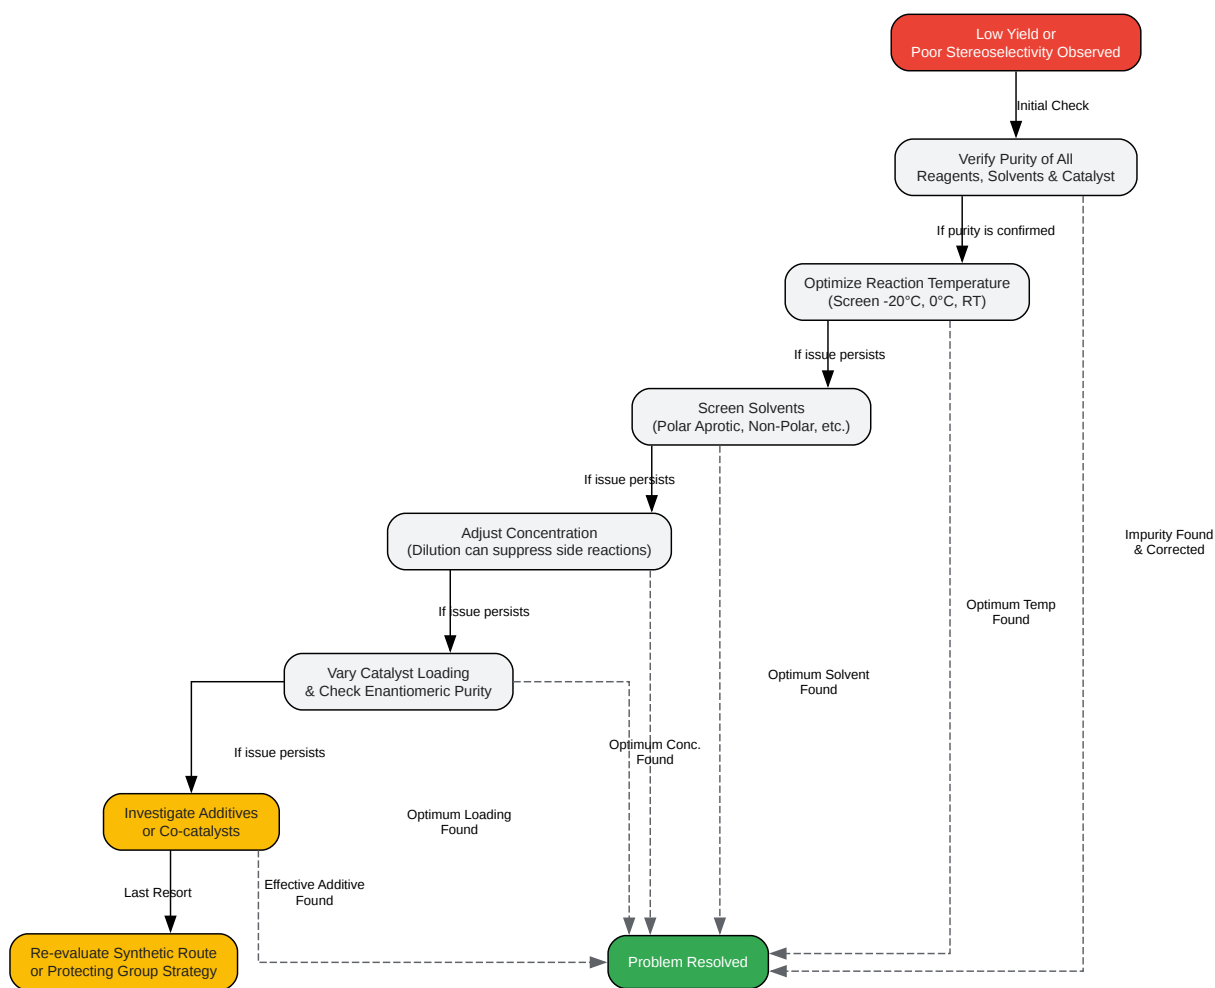 Low Yield or
Poor Stereoselectivity Observed
Initial Check
Verify Purity of All
Reagents, Solvents & Catalyst
If purity is confirmed
Optimize Reaction Temperature
(Screen -20°C, 0°C, RT)
If issue persists
Screen Solvents
(Polar Aprotic, Non-Polar, etc.)
If issue persists
Adjust Concentration
(Dilution can suppress side reactions)
Impurity Found
& Corrected
If issue persists
Optimum Temp
Found
Vary Catalyst Loading
& Check Enantiomeric Purity
Optimum Solvent
Found
If issue persists
Optimum Conc.
Found
Investigate Additives
or Co-catalysts
Optimum Loading
Found
Last Resort
Effective Additive
Found
Re-evaluate Synthetic Route
or Protecting Group Strategy
Problem Resolved